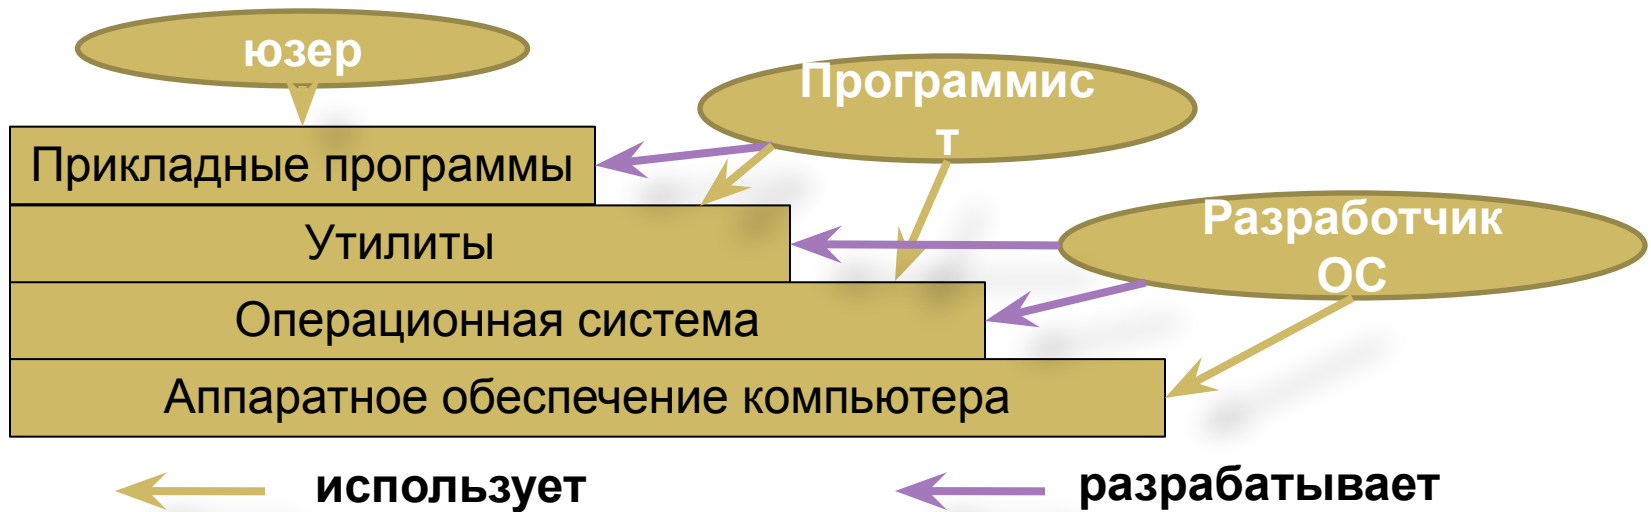 юзер
Программис
т
Прикладные программы
Утилиты
Разработчик
ОС
Операционная система
Аппаратное обеспечение компьютера
использует
разрабатывает